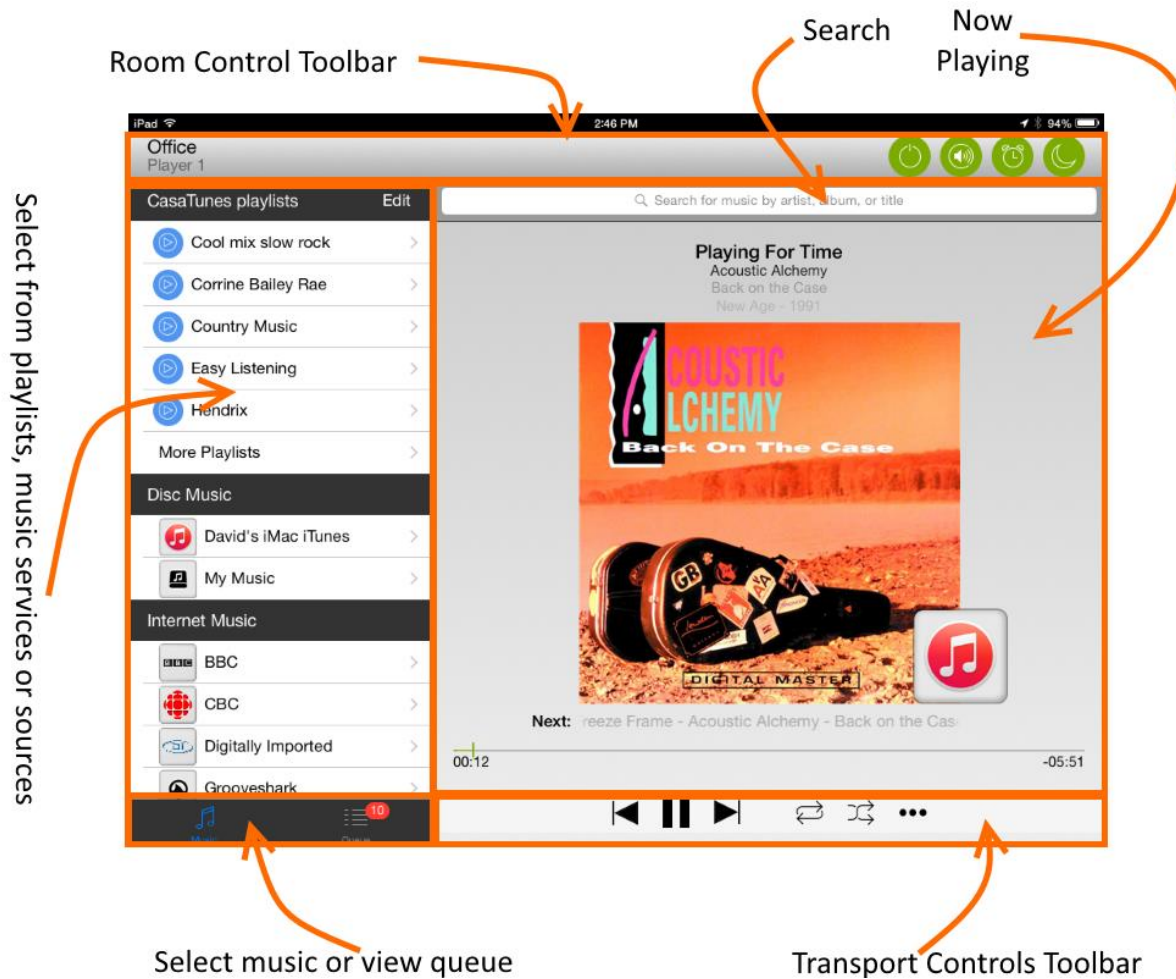 Search
Now
Playing
Room Control Toolbar
iPad
2:46 PM
94%
Office
Player 1
Select from playlists, music services or sources
CasaTunes playlists
Edit
Cool mix slow rock
Corrine Bailey Rae
Country Music
Easy Listening
Hendrix
More Playlists
Disc Music
David's iMac iTunes
My Music
Internet Music
BBC
BBC
CBC
Digitally Imported
Grooveshark
Music
10
Queue
Search for music by artist, album, or title
Playing For Time
Acoustic Alchemy
Back on the Case
New Age - 1991
ACOUSTIC
ALCHEMY
Back On The Case
GB
DIGITAL MASTER
Next: reeze Frame - Acoustic Alchemy - Back on the Cas
00:12
-05:51
Select music or view queue
Transport Controls Toolbar